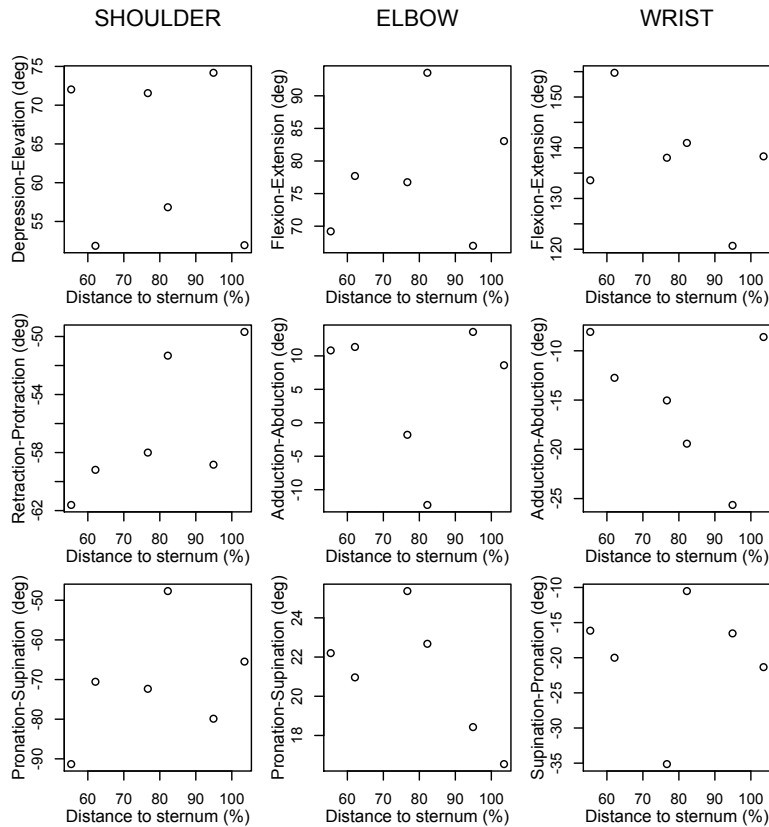 SHOULDER ELBOW WRIST
Depression-Elevation (deg)
75
70
65
60
55
60 70 80 90 100
Distance to sternum (%)
Flexion-Extension (deg)
90
85
80
75
70
60 70 80 90 100
Distance to sternum (%)
Flexion-Extension (deg)
150
140
130
120
60 70 80 90 100
Distance to sternum (%)
Retraction-Protraction (deg)
-50
-54
-58
-62
60 70 80 90 100
Distance to sternum (%)
Adduction-Abduction (deg)
10
5
0
-5
-10
60 70 80 90 100
Distance to sternum (%)
Adduction-Abduction (deg)
-10
-15
-20
-25
60 70 80 90 100
Distance to sternum (%)
Pronation-Supination (deg)
-50
-60
-70
-80
-90
60 70 80 90 100
Distance to sternum (%)
Pronation-Supination (deg)
24
22
20
18
60 70 80 90 100
Distance to sternum (%)
Supination-Pronation (deg)
-10
-15
-20
-25
-35
60 70 80 90 100
Distance to sternum (%)